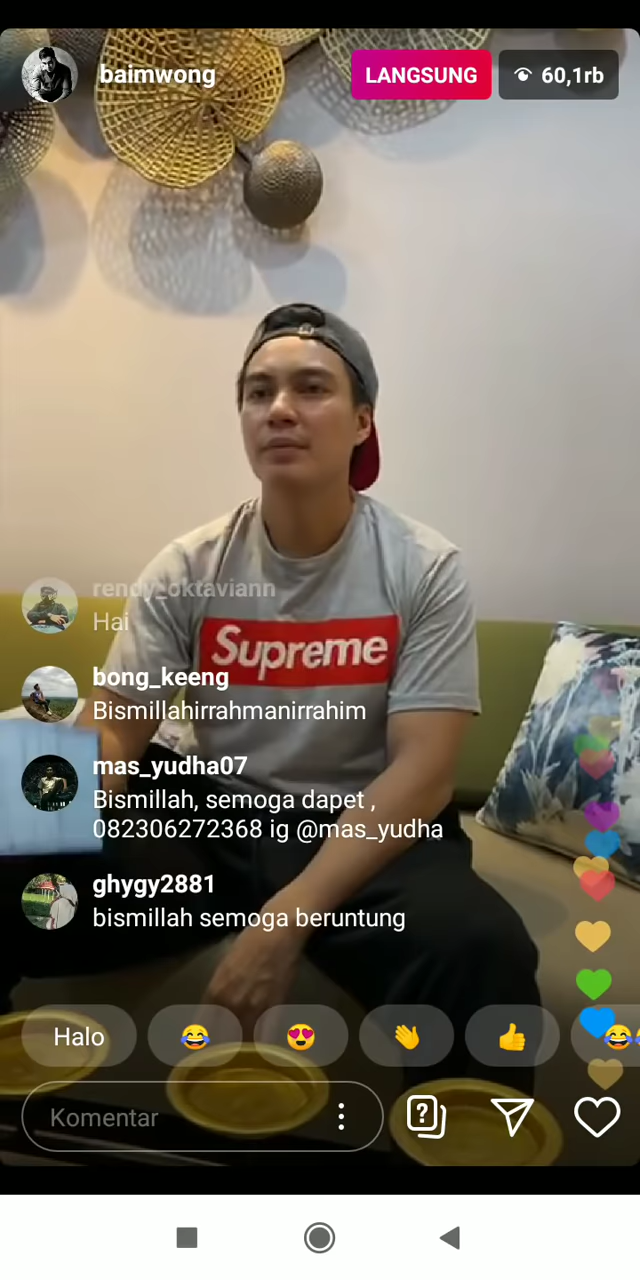 baimwong
LANGSUNG
60,1rb
rendy_oktaviann
Hai
Supreme
bong_keeng
Bismillahirrahmanirrahim
mas_yudha07
Bismillah, semoga dapet ,
082306272368 ig @mas_yudha
ghygy2881
bismillah semoga beruntung
Halo
Komentar